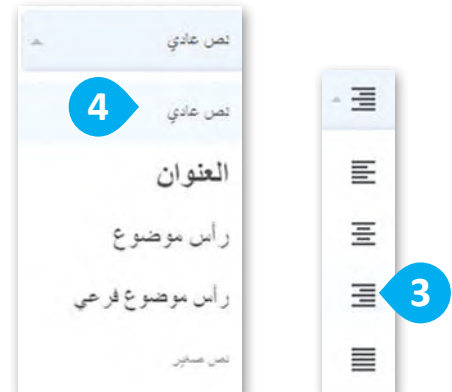 نص عادي
4
نص عادي
العنوان
رأس موضوع
رأس موضوع فرعي
نص صغير
3